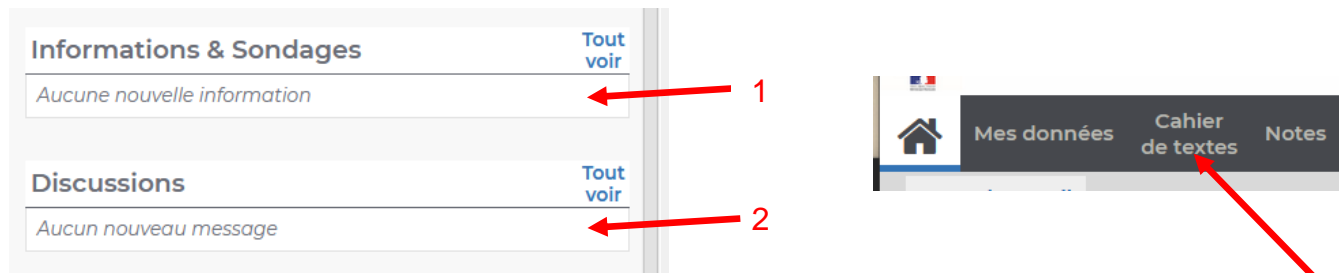 Informations & Sondages
Tout
voir
Aucune nouvelle information
1
Discussions
Tout
voir
Aucun nouveau message
2
Mes données
Cahier
de textes
Notes